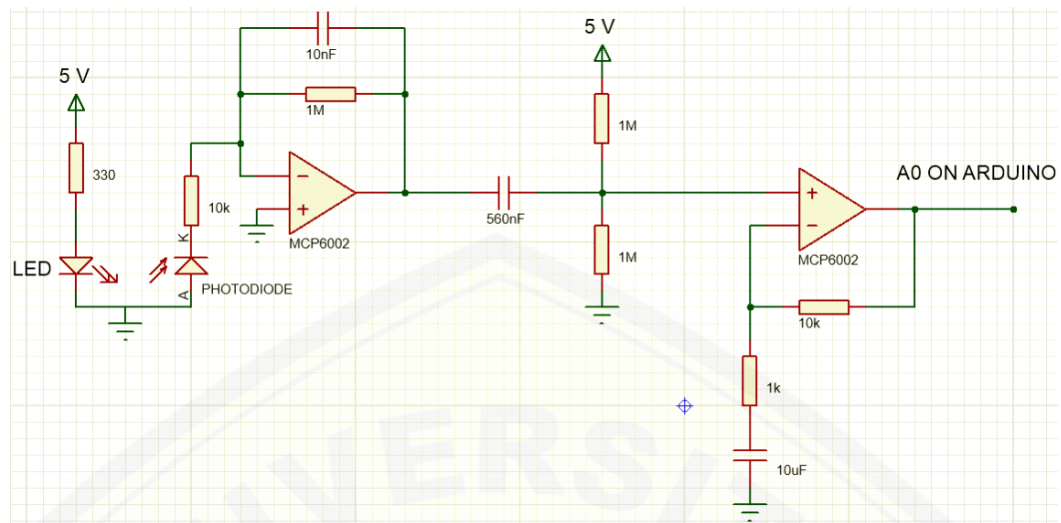 10nF
5 V
1M
5 V
330
10k
K
MCP6002
LED
PHOTODIODE
A
560nF
1M
1M
A0 ON ARDUINO
MCP6002
10k
1k
10uF
UNIVERSI